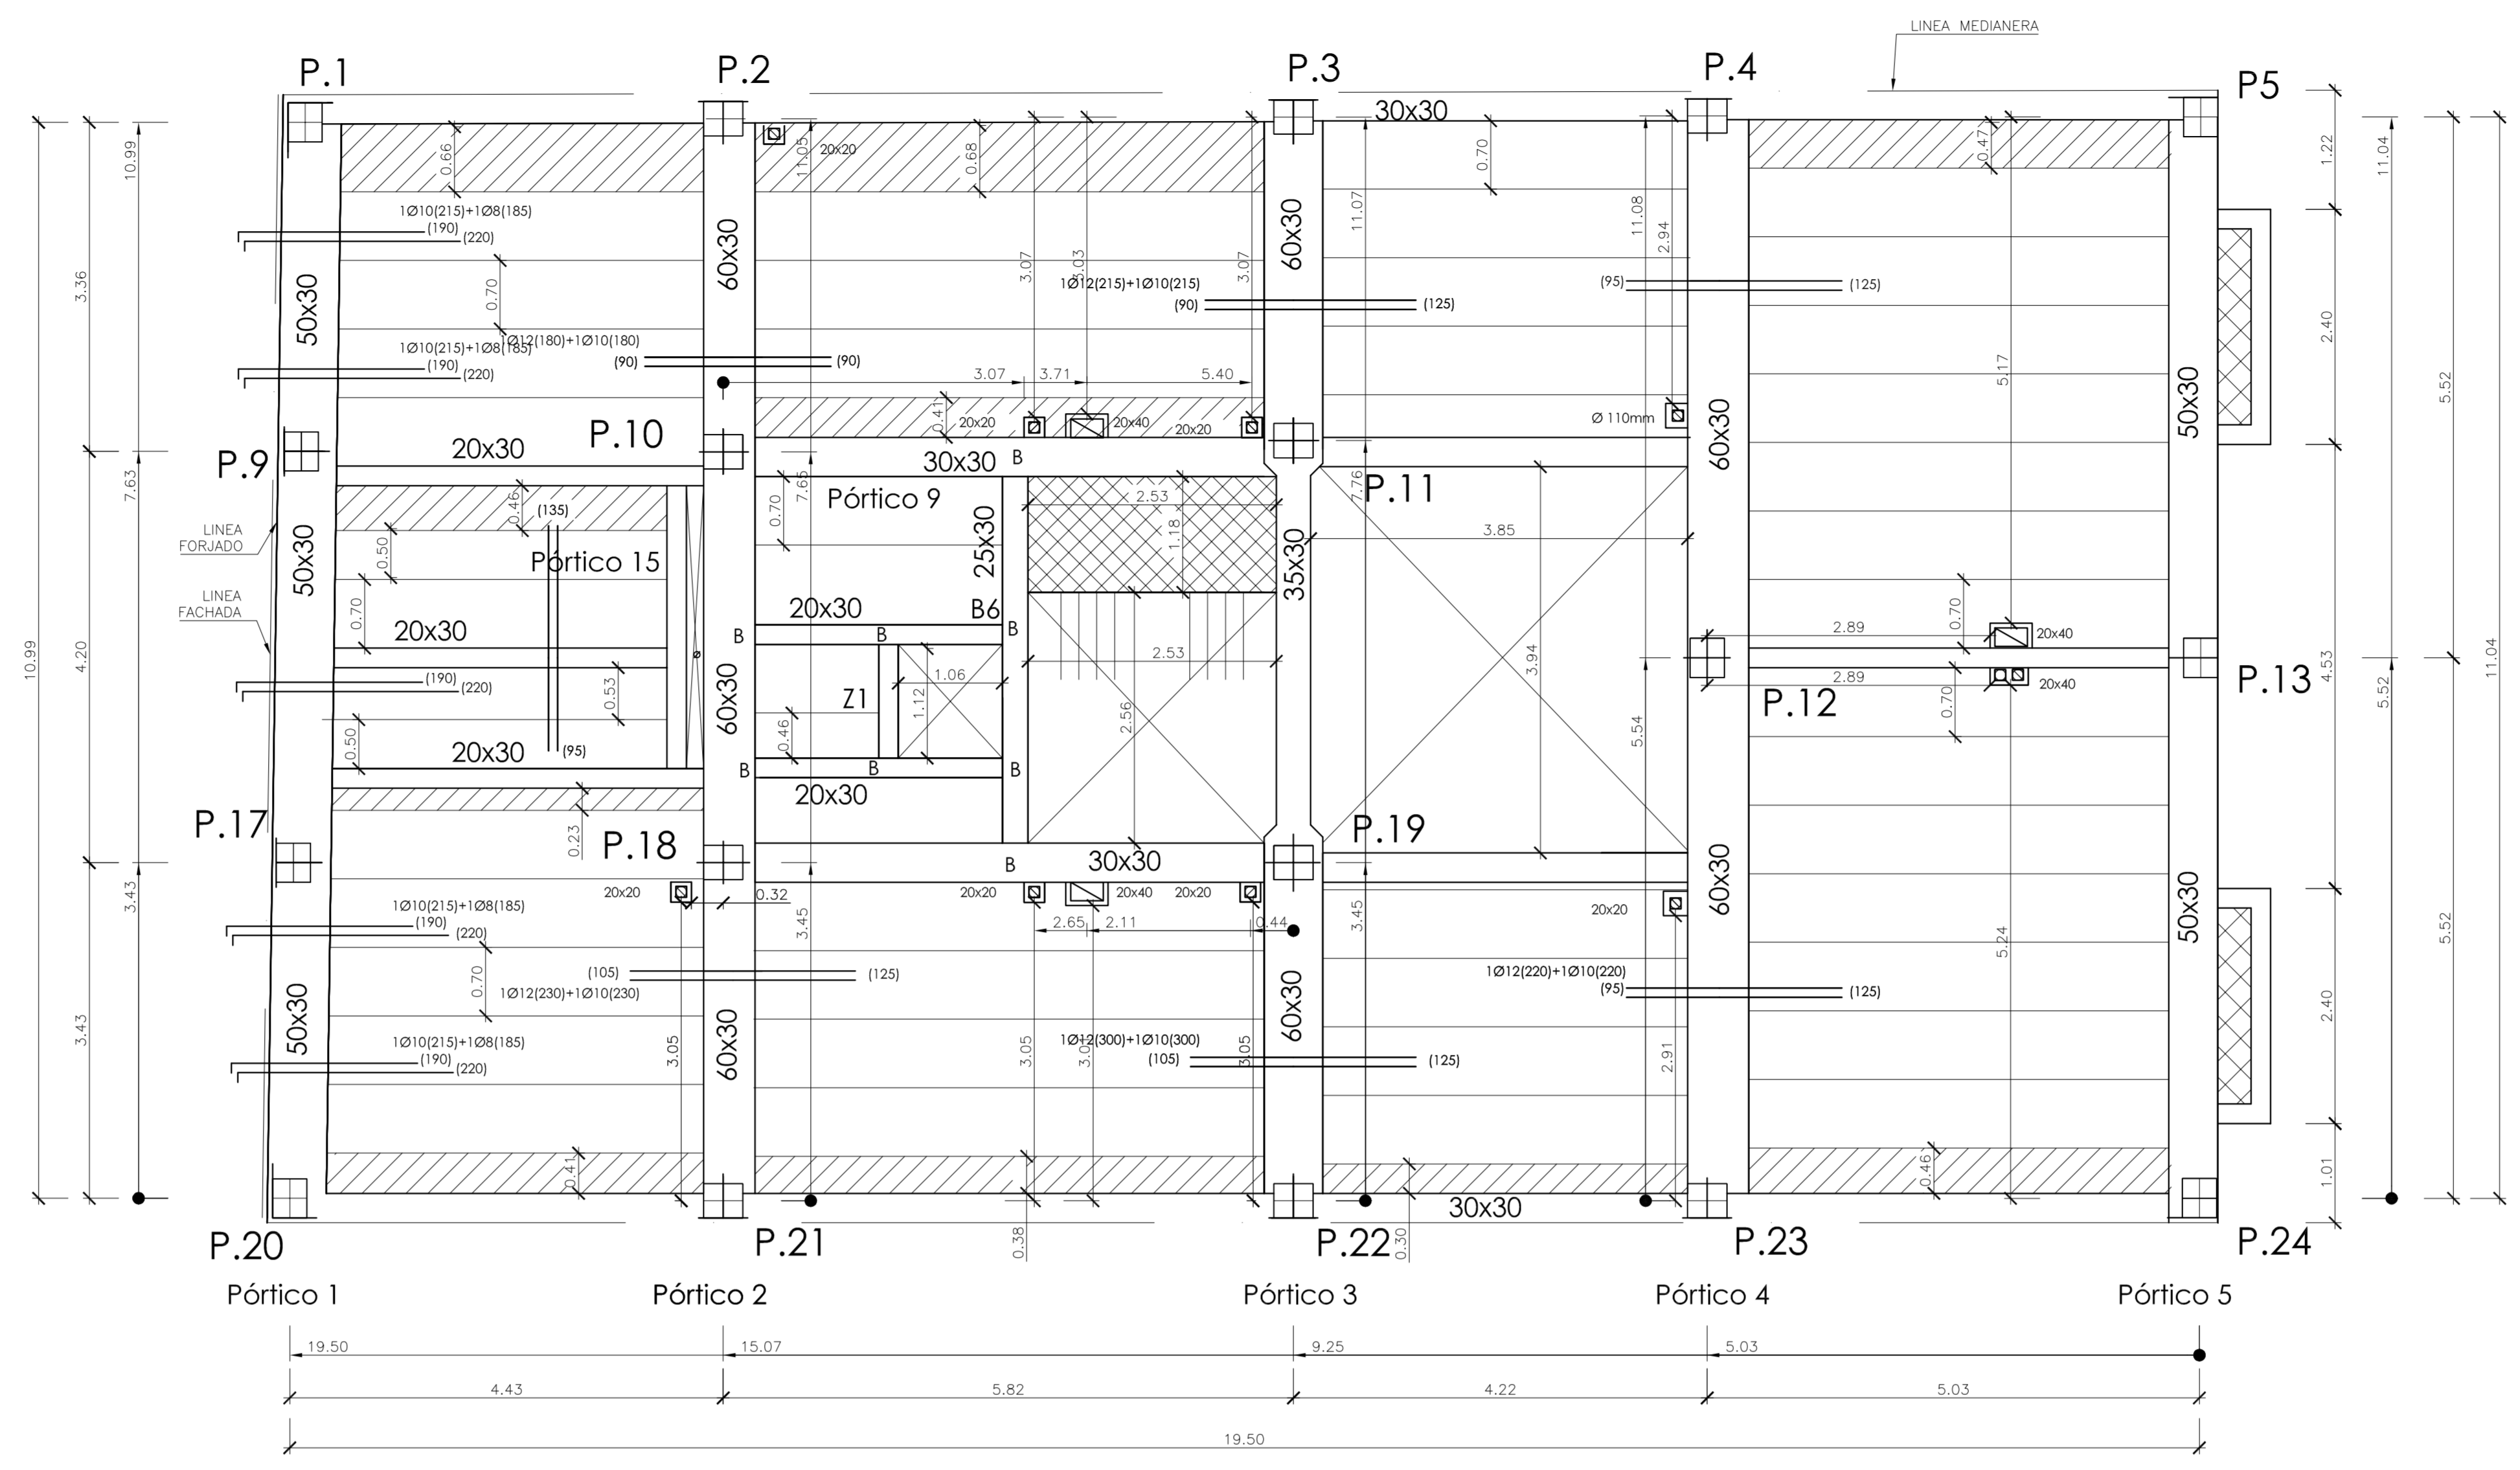 LINEA MEDIANERA
P.1
P.2
P.3
P.4
P5
30x30
20x20
0.66
11.05
0.68
0.70
0.47
1.22
11.04
10.99
11.07
11.08
2.94
1Ø10(215)+1Ø8(185)
(190)
(220)
60x30
60x30
3.07
3.03
3.07
1Ø12(215)+1Ø10(215)
(90)
(125)
(95)
(125)
3.36
50x30
0.70
2.40
1Ø10(215)+1Ø8(185)
1Ø12(180)+1Ø10(180)
(190)
(220)
(90)
(90)
3.07
3.71
5.40
5.17
5.52
50x30
0.41
20x20
20x40
20x20
Ø 110mm
60x30
P.10
P.9
20x30
30x30
B
7.63
7.65
7.76
Pórtico 9
P.11
0.46
(135)
0.70
2.53
1.18
25x30
35x30
3.85
LINEA
FORJADO
50x30
0.50
Pórtico 15
LINEA
FACHADA
0.70
20x30
20x30
B6
B
B
B
0.70
2.89
20x40
10.99
4.20
2.53
3.94
4.53
11.04
(190)
(220)
0.53
60x30
Z1
1.06
1.12
2.56
2.89
20x40
P.13
P.12
0.70
5.52
0.50
20x30
(95)
0.46
5.54
B
B
B
20x30
P.17
0.23
P.18
P.19
30x30
B
60x30
20x20
0.32
20x20
20x40
20x20
20x20
50x30
3.43
3.45
3.45
2.65
2.11
0.44
1Ø10(215)+1Ø8(185)
(190)
(220)
5.24
5.52
0.70
(105)
(125)
1Ø12(230)+1Ø10(230)
1Ø12(220)+1Ø10(220)
(95)
(125)
2.40
3.43
50x30
60x30
60x30
1Ø10(215)+1Ø8(185)
(190)
(220)
3.05
3.05
3.05
1Ø12(300)+1Ø10(300)
(105)
(125)
2.91
0.41
0.46
1.01
30x30
0.38
0.30
P.20
P.21
P.22
P.23
P.24
Pórtico 1
Pórtico 2
Pórtico 3
Pórtico 4
Pórtico 5
19.50
15.07
9.25
5.03
4.43
5.82
4.22
5.03
19.50